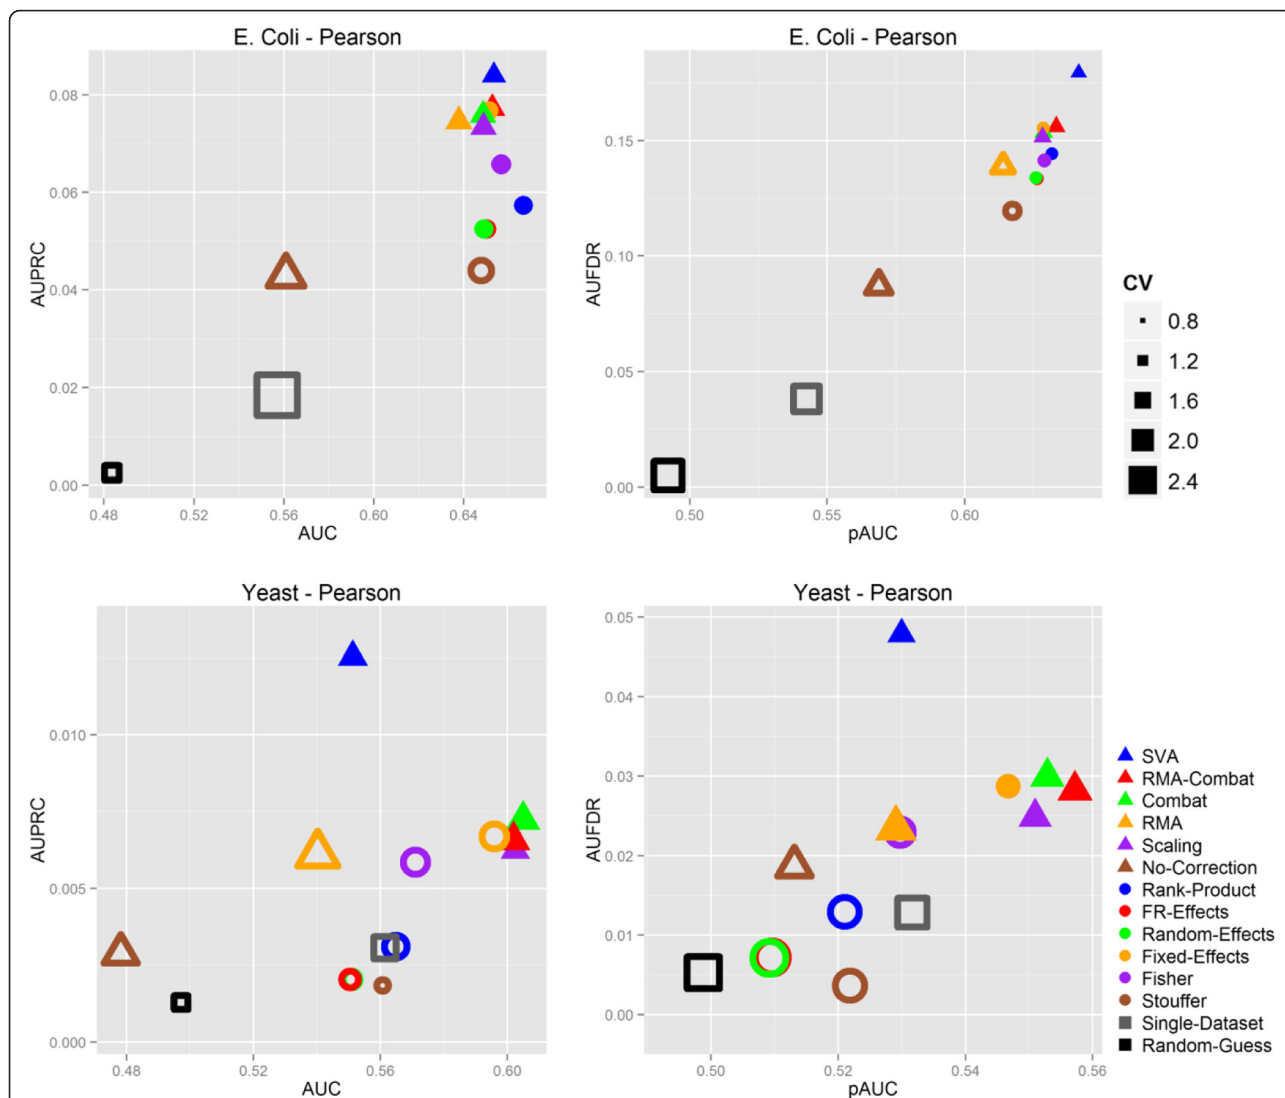 E. Coli - Pearson
AUPRC
0.08
0.06
0.04
0.02
0.00
0.48
0.52
0.56
0.60
0.64
AUC
E. Coli - Pearson
AUFDR
0.15
0.10
0.05
0.00
0.50
0.55
0.60
pAUC
CV
0.8
1.2
1.6
2.0
2.4
Yeast - Pearson
AUPRC
0.010
0.005
0.000
0.48
0.52
0.56
0.60
AUC
Yeast - Pearson
AUFDR
0.05
0.04
0.03
0.02
0.01
0.00
0.50
0.52
0.54
0.56
pAUC
SVA
RMA-Combat
Combat
RMA
Scaling
No-Correction
Rank-Product
FR-Effects
Random-Effects
Fixed-Effects
Fisher
Stouffer
Single-Dataset
Random-Guess